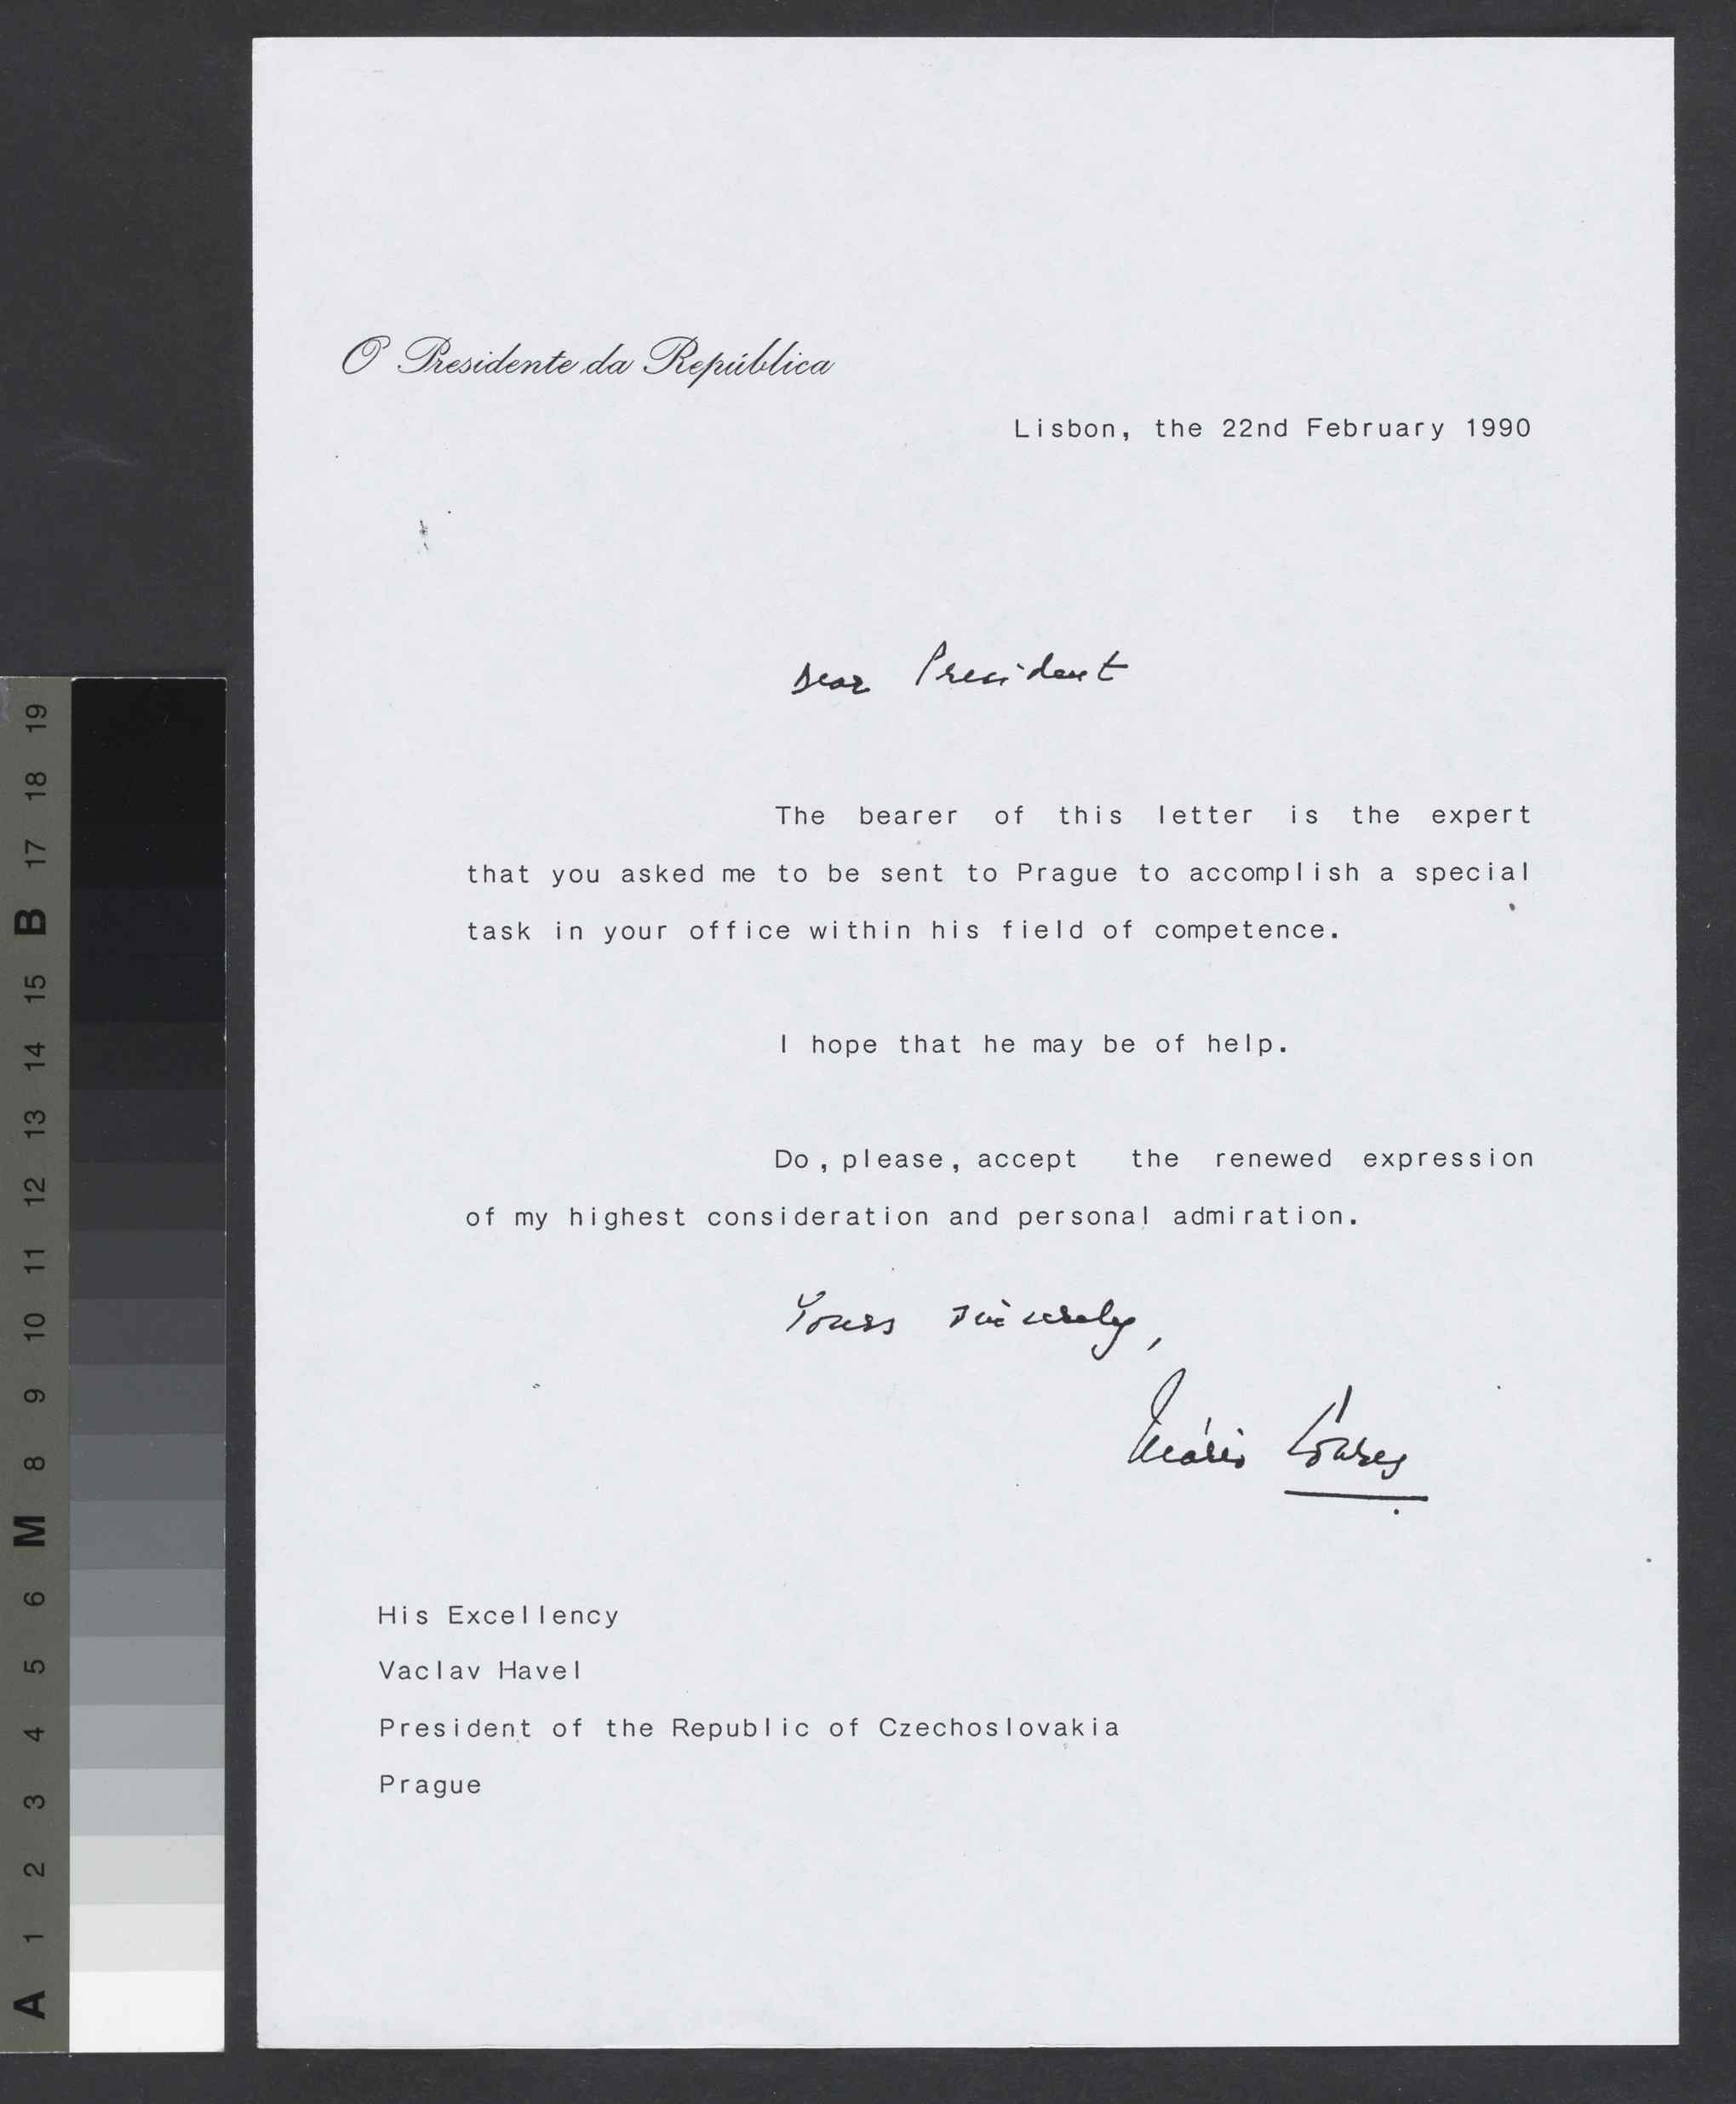 O Presidente da República
Lisbon, the 22nd February 1990
Dear President
The bearer of this letter is the expert
that you asked me to be sent to Prague to accomplish a special
task in your office within his field of competence.
I hope that he may be of help.
Do, please, accept the renewed expression
of my highest consideration and personal admiration.
Yours sincerely,
Mário Soares
His Excellency
Vaclav Havel
President of the Republic of Czechoslovakia
Prague
A 1 2 3 4 5 6 M 8 9 10 11 12 13 14 15 B 17 18 19